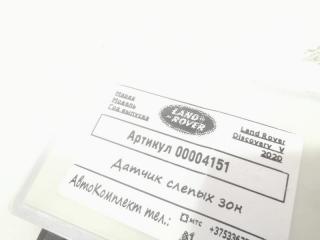 Марка
Модель
Год выпуска
LAND
ROVER
Land Rover
Discovery V
2020
Артикул 00004151
Датчик слепых зон
АвтоКомплект тел.:
МТС